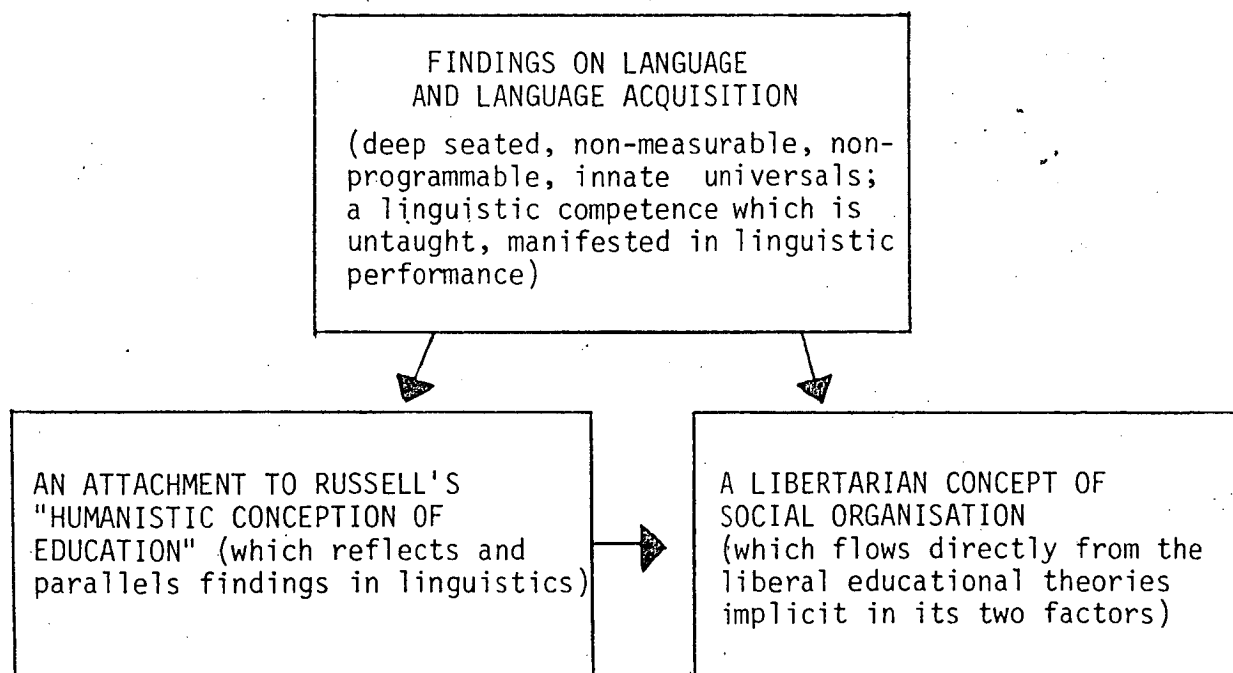 FINDINGS ON LANGUAGE
AND LANGUAGE ACQUISITION
(deep seated, non-measurable, non-
programmable, innate universals;
a linguistic competence which is
untaught, manifested in linguistic
performance)
AN ATTACHMENT TO RUSSELL'S
"HUMANISTIC CONCEPTION OF
EDUCATION" (which reflects and
parallels findings in linguistics)
A LIBERTARIAN CONCEPT OF
SOCIAL ORGANISATION
(which flows directly from the
liberal educational theories
implicit in its two factors)